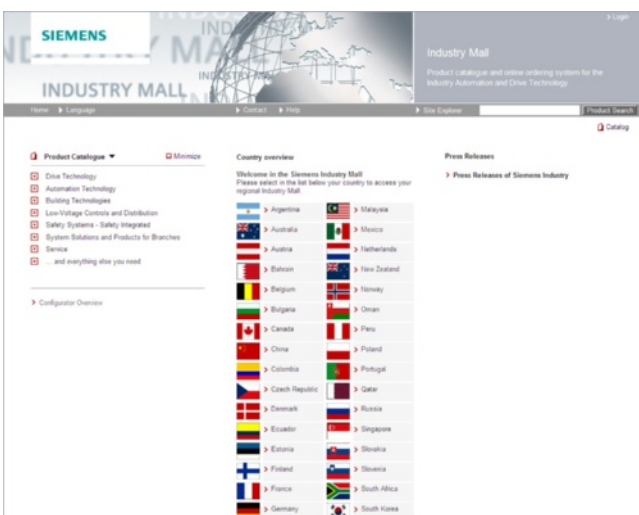 > Login
SIEMENS
INDUSTRY MALL
Industry Mall
Product catalogue and online ordering system for the
Industry Automation and Drive Technology
Home
Language
Contact
Help
Site Explorer
Product Search
Catalog
Product Catalogue
Minimize
Drive Technology
Automation Technology
Building Technologies
Low-Voltage Controls and Distribution
Safety Systems - Safety Integrated
System Solutions and Products for Branches
Service
... and everything else you need
Configurator Overview
Country overview
Welcome in the Siemens Industry Mall
Please select in the list below your country to access your
regional Industry Mall.
Argentina
Malaysia
Australia
Mexico
Austria
Netherlands
Bahrain
New Zealand
Belgium
Norway
Bulgaria
Oman
Canada
Peru
China
Poland
Colombia
Portugal
Czech Republic
Qatar
Denmark
Russia
Ecuador
Singapore
Estonia
Slovakia
Finland
Slovenia
France
South Africa
Germany
South Korea
Press Releases
Press Releases of Siemens Industry